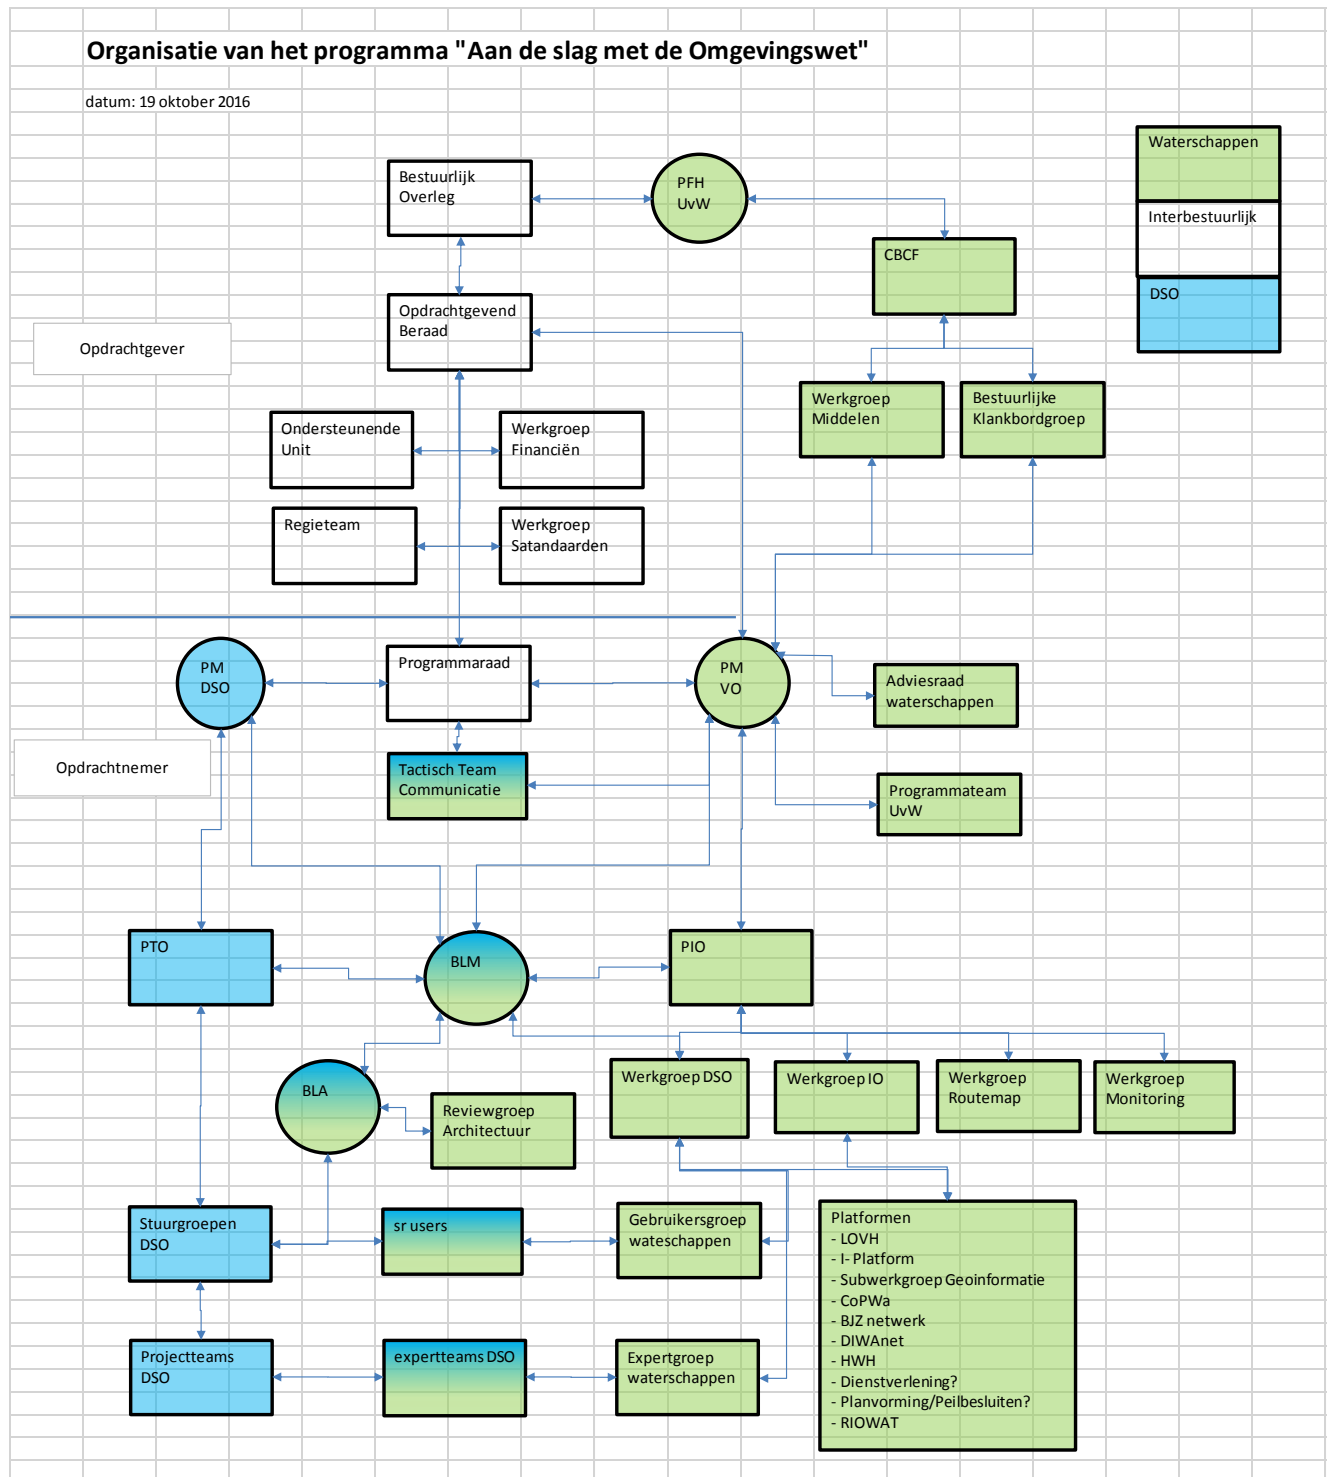 Organisatie van het programma "Aan de slag met de Omgevingswet"
datum: 19 oktober 2016
Waterschappen
Interbestuurlijk
DSO
Bestuurlijk
Overleg
PFH
UvW
CBCF
Opdrachtgevend
Beraad
Opdrachtgever
Werkgroep
Middelen
Bestuurlijke
Klankbordgroep
Ondersteunende
Unit
Werkgroep
Financiën
Regieteam
Werkgroep
Satandaarden
PM
DSO
Programmaraad
PM
VO
Adviesraad
waterschappen
Opdrachtnemer
Tactisch Team
Communicatie
Programmateam
UvW
PTO
BLM
PIO
BLA
Reviewgroep
Architectuur
Werkgroep DSO
Werkgroep IO
Werkgroep
Routemap
Werkgroep
Monitoring
Stuurgroepen
DSO
sr users
Gebruikersgroep
wateschappen
Platformen
- LOVH
- I- Platform
- Subwerkgroep Geoinformatie
- CoPWa
- BJZ netwerk
- DIWAnet
- HWH
- Dienstverlening?
- Planvorming/Peilbesluiten?
- RIOWAT
Projectteams
DSO
expertteams DSO
Expertgroep
waterschappen